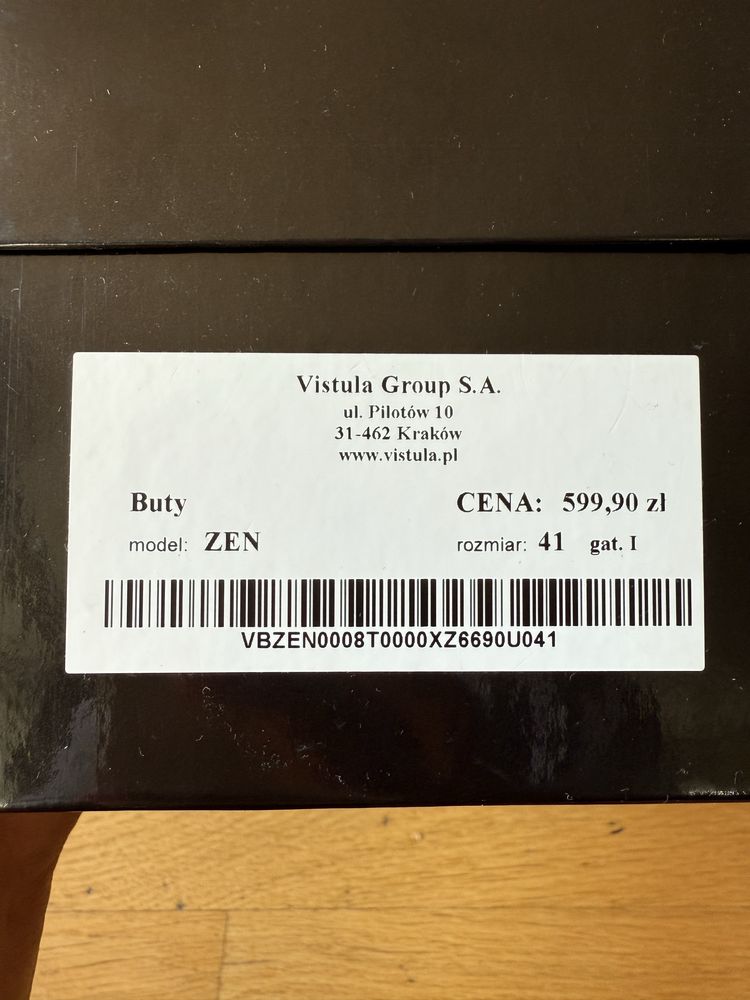 Vistula Group S.A.
ul. Pilotów 10
31-462 Kraków
www.vistula.pl
Buty CENA: 599,90 zł
model: ZEN rozmiar: 41 gat. I
VBZEN0008T0000XZ6690U041